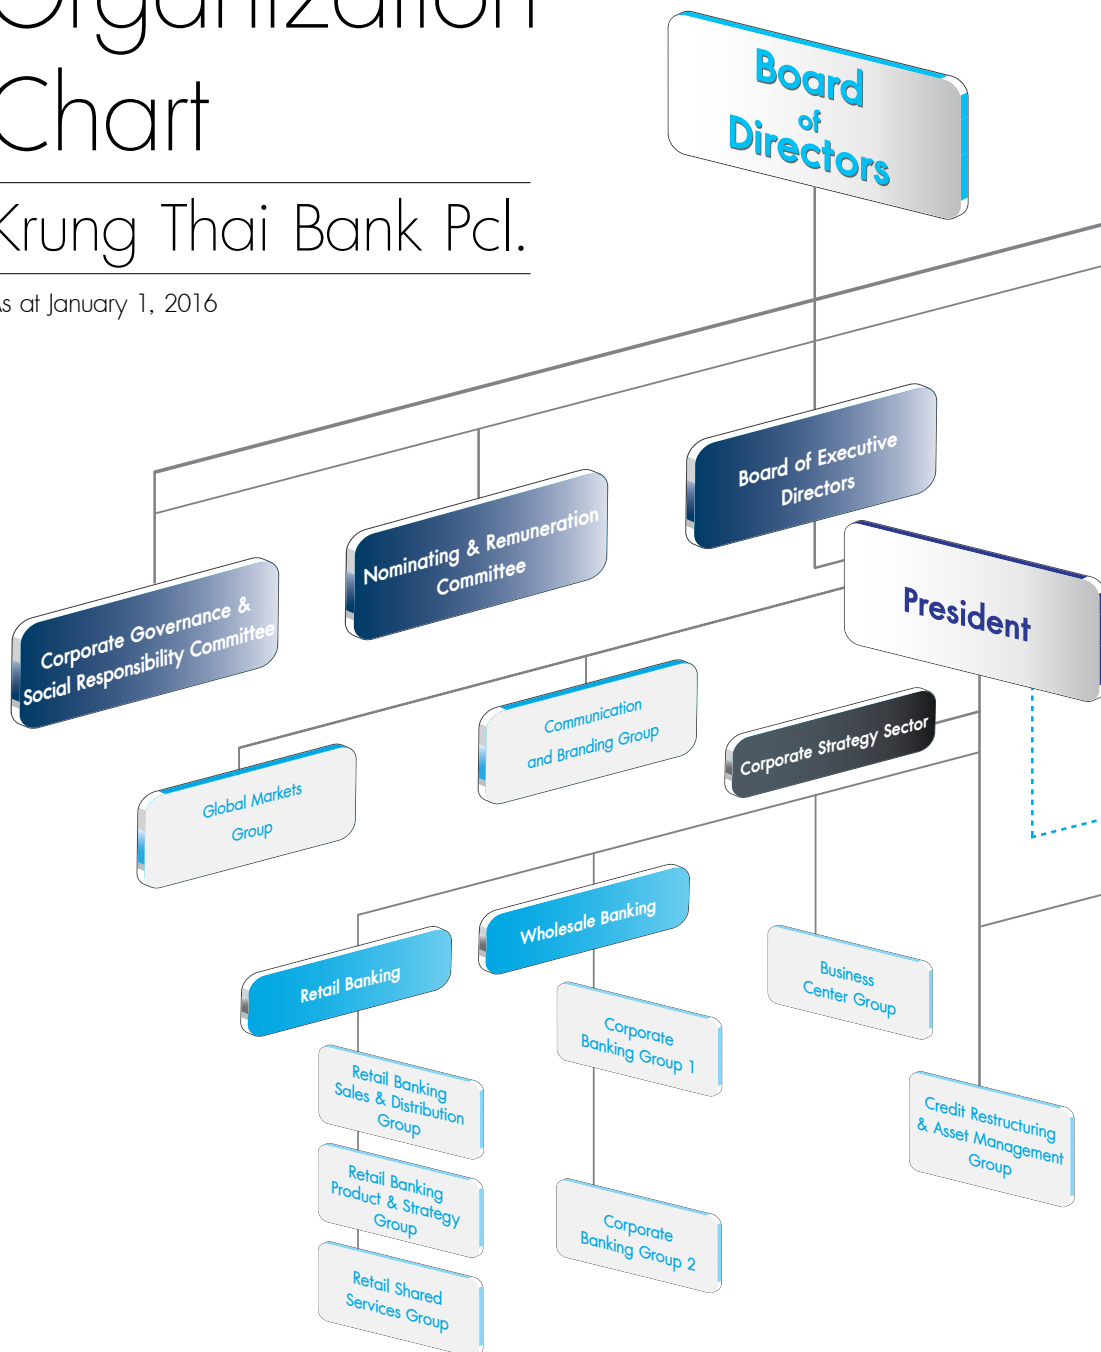 Organization
Chart
Krung Thai Bank Pcl.
As at January 1, 2016
Board
of
Directors
Board of Executive
Directors
Nominating & Remuneration
Committee
Corporate Governance &
Social Responsibility Committee
President
Communication
and Branding Group
Corporate Strategy Sector
Global Markets
Group
Wholesale Banking
Retail Banking
Business
Center Group
Corporate
Banking Group 1
Retail Banking
Sales & Distribution
Group
Credit Restructuring
& Asset Management
Group
Retail Banking
Product & Strategy
Group
Corporate
Banking Group 2
Retail Shared
Services Group